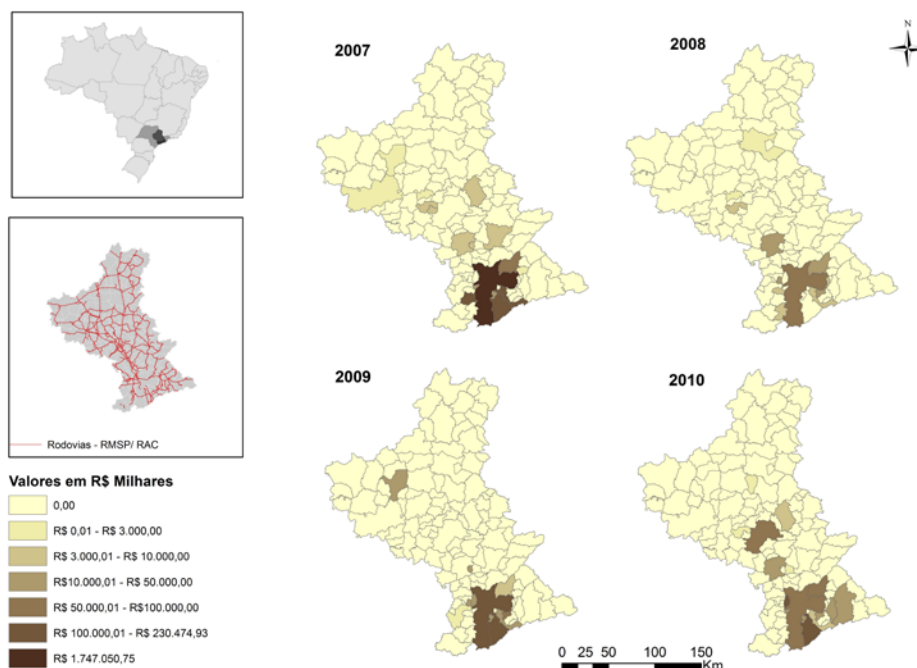 2007
2008
N
2009
2010
Rodovias - RMSP/ RAC
Valores em R$ Milhares
0,00
R$ 0,01 - R$ 3.000,00
R$ 3.000,01 - R$ 10.000,00
R$10.000,01 - R$ 50.000,00
R$ 50.000,01 - R$100.000,00
R$ 100.000,01 - R$ 230.474,93
R$ 1.747.050,75
0 25 50 100 150
Km